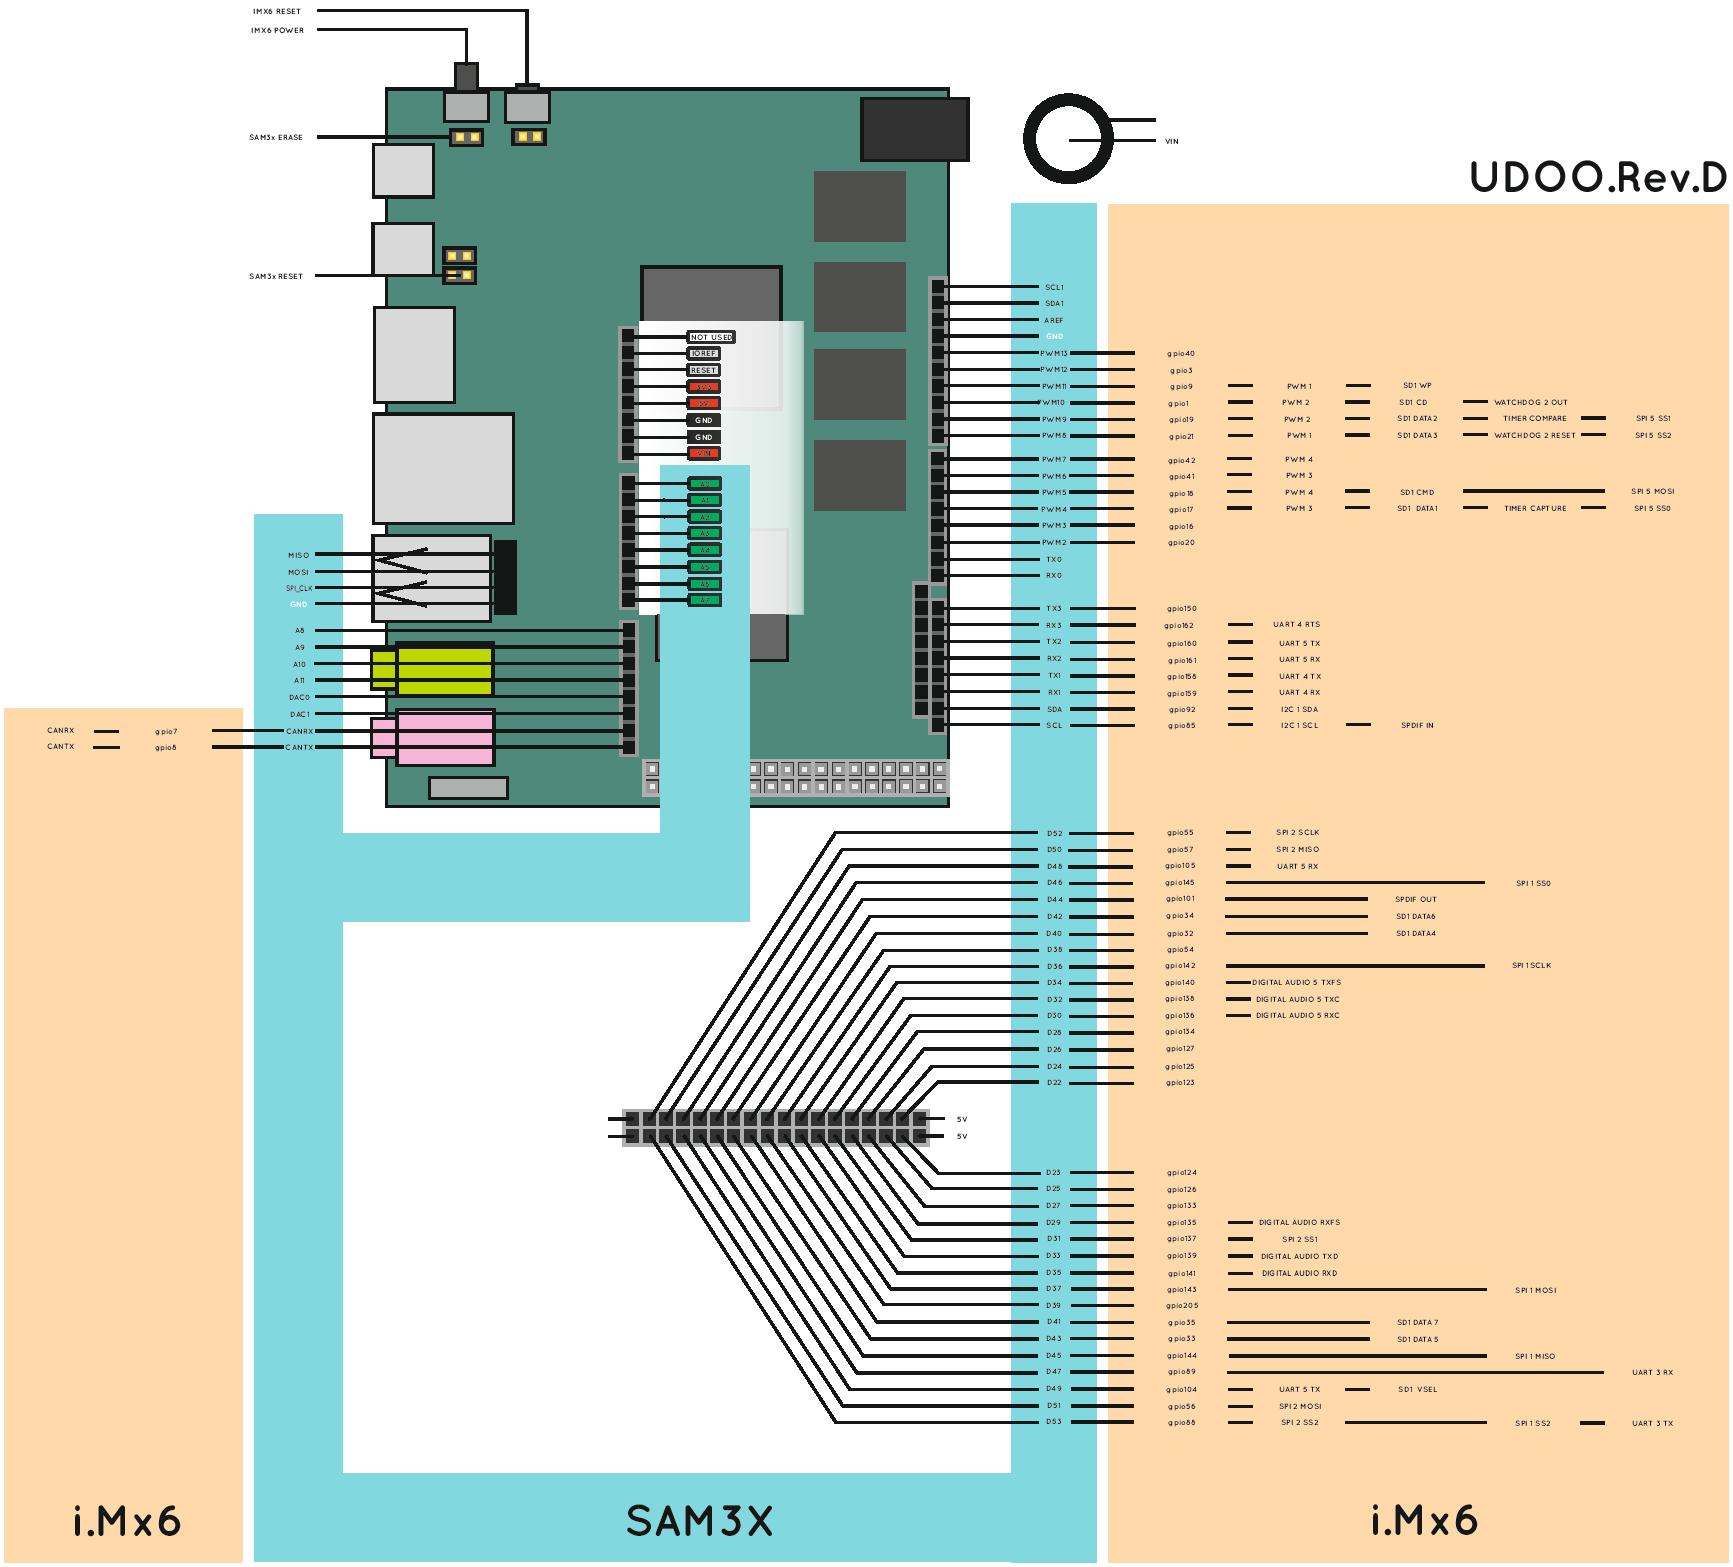 IMX6 RESET
IMX6 POWER
SAM3x ERASE
VIN
UDOO.Rev.D
SAM3x RESET
SCL1
SDA1
AREF
GND
NOT USED
IOREF
RESET
3V3
5V
GND
GND
VIN
PWM13 gpio40
PWM12 gpio3
PWM11 gpio9 PWM 1 SD1 WP
PWM10 gpio1 PWM 2 SD1 CD WATCHDOG 2 OUT
PWM9 gpio19 PWM 2 SD1 DATA2 TIMER COMPARE SPI 5 SS1
PWM8 gpio21 PWM 1 SD1 DATA3 WATCHDOG 2 RESET SPI 5 SS2
PWM7 gpio42 PWM 4
PWM6 gpio41 PWM 3
PWM5 gpio18 PWM 4 SD1 CMD SPI 5 MOSI
PWM4 gpio17 PWM 3 SD1 DATA1 TIMER CAPTURE SPI 5 SS0
PWM3 gpio16
PWM2 gpio20
TX0
RX0
A0
A1
A2
A3
A4
A5
A6
A7
MISO
MOSI
SPI_CLK
GND
A8
A9
A10
A11
DAC0
DAC1
CANRX gpio7 CANRX
CANTX gpio8 CANTX
TX3 gpio150
RX3 gpio162 UART 4 RTS
TX2 gpio160 UART 5 TX
RX2 gpio161 UART 5 RX
TX1 gpio158 UART 4 TX
RX1 gpio159 UART 4 RX
SDA gpio92 I2C 1 SDA
SCL gpio85 I2C 1 SCL SPDIF IN
D52 gpio55 SPI 2 SCLK
D50 gpio57 SPI 2 MISO
D48 gpio105 UART 5 RX
D46 gpio145 SPI 1 SS0
D44 gpio101 SPDIF OUT
D42 gpio34 SD1 DATA6
D40 gpio32 SD1 DATA4
D38 gpio54
D36 gpio142 SPI 1 SCLK
D34 gpio140 DIGITAL AUDIO 5 TXFS
D32 gpio138 DIGITAL AUDIO 5 TXC
D30 gpio136 DIGITAL AUDIO 5 RXC
D28 gpio134
D26 gpio127
D24 gpio125
D22 gpio123
5V
5V
D23 gpio124
D25 gpio126
D27 gpio133
D29 gpio135 DIGITAL AUDIO RXFS
D31 gpio137 SPI 2 SS1
D33 gpio139 DIGITAL AUDIO TXD
D35 gpio141 DIGITAL AUDIO RXD
D37 gpio143 SPI 1 MOSI
D39 gpio205
D41 gpio35 SD1 DATA 7
D43 gpio33 SD1 DATA 5
D45 gpio144 SPI 1 MISO
D47 gpio89 UART 3 RX
D49 gpio104 UART 5 TX SD1 VSEL
D51 gpio56 SPI 2 MOSI
D53 gpio88 SPI 2 SS2 SPI 1 SS2 UART 3 TX
i.Mx6
SAM3X
i.Mx6